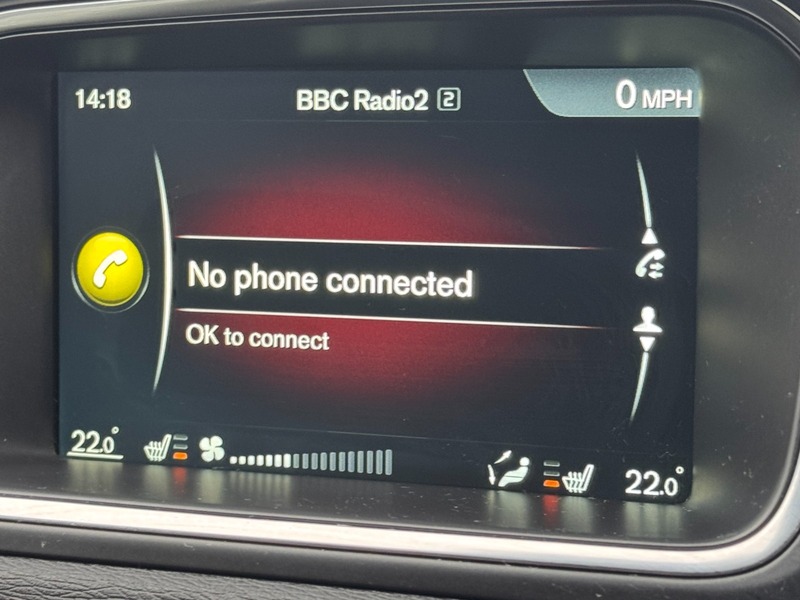 14:18
BBC Radio2 2
0 MPH
No phone connected
OK to connect
22.0°
22.0°